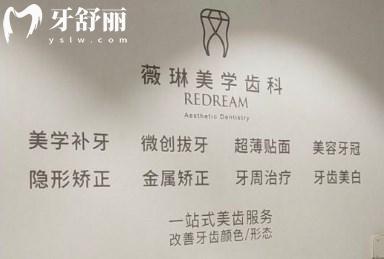 牙舒丽
yslw.com
薇琳美学齿科
REDREAM
Aesthetic Dentistry
美学补牙 微创拔牙 超薄贴面 美容牙冠
隐形矫正 金属矫正 牙周治疗 牙齿美白
一站式美齿服务
改善牙齿颜色/形态